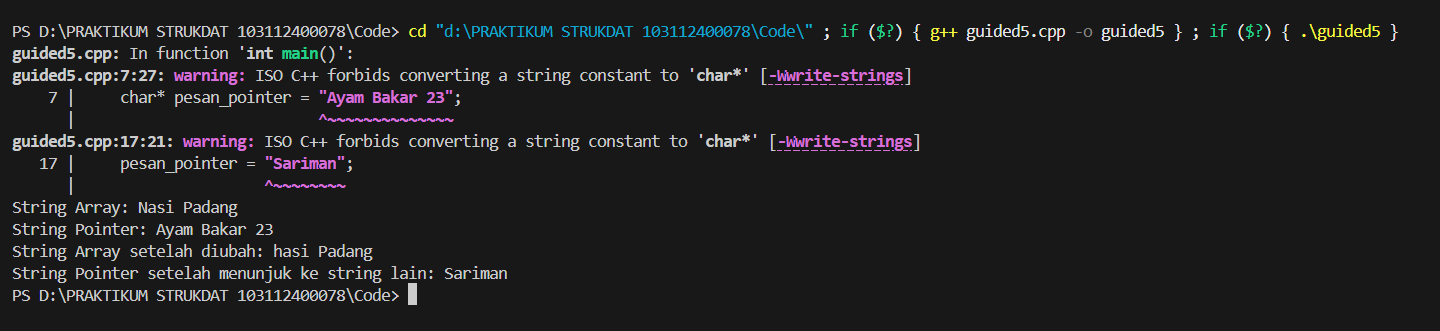 PS D:\PRAKTIKUM STRUKDAT 103112400078\Code> cd "d:\PRAKTIKUM STRUKDAT 103112400078\Code\" ; if ($?) { g++ guided5.cpp -o guided5 } ; if ($?) { .\guided5 }
guided5.cpp: In function 'int main()':
guided5.cpp:7:27: warning: ISO C++ forbids converting a string constant to 'char*' [-Wwrite-strings]
    7 |     char* pesan_pointer = "Ayam Bakar 23";
      |                           ^~~~~~~~~~~~~~~
guided5.cpp:17:21: warning: ISO C++ forbids converting a string constant to 'char*' [-Wwrite-strings]
   17 |     pesan_pointer = "Sariman";
      |                     ^~~~~~~~~
String Array: Nasi Padang
String Pointer: Ayam Bakar 23
String Array setelah diubah: hasi Padang
String Pointer setelah menunjuk ke string lain: Sariman
PS D:\PRAKTIKUM STRUKDAT 103112400078\Code>